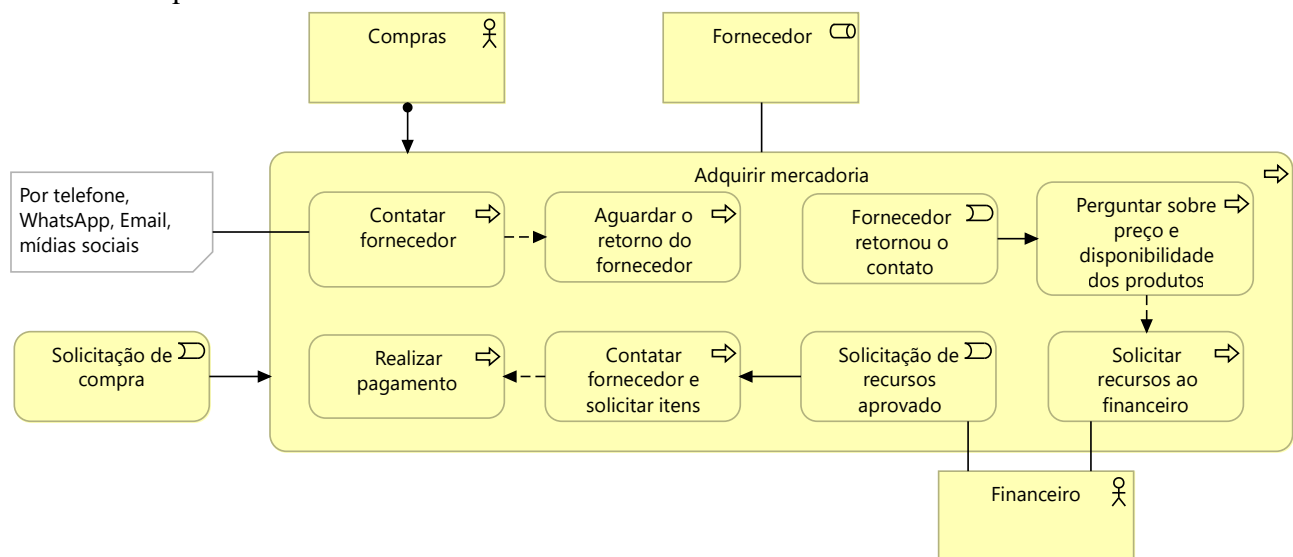 Compras
Fornecedor
Adquirir mercadoria
Por telefone,
WhatsApp, Email,
mídias sociais
Contatar
fornecedor
Aguardar o
retorno do
fornecedor
Fornecedor
retornou o
contato
Perguntar sobre
preço e
disponibilidade
dos produtos
Solicitação de
compra
Realizar
pagamento
Contatar
fornecedor e
solicitar itens
Solicitação de
recursos
aprovado
Solicitar
recursos ao
financeiro
Financeiro